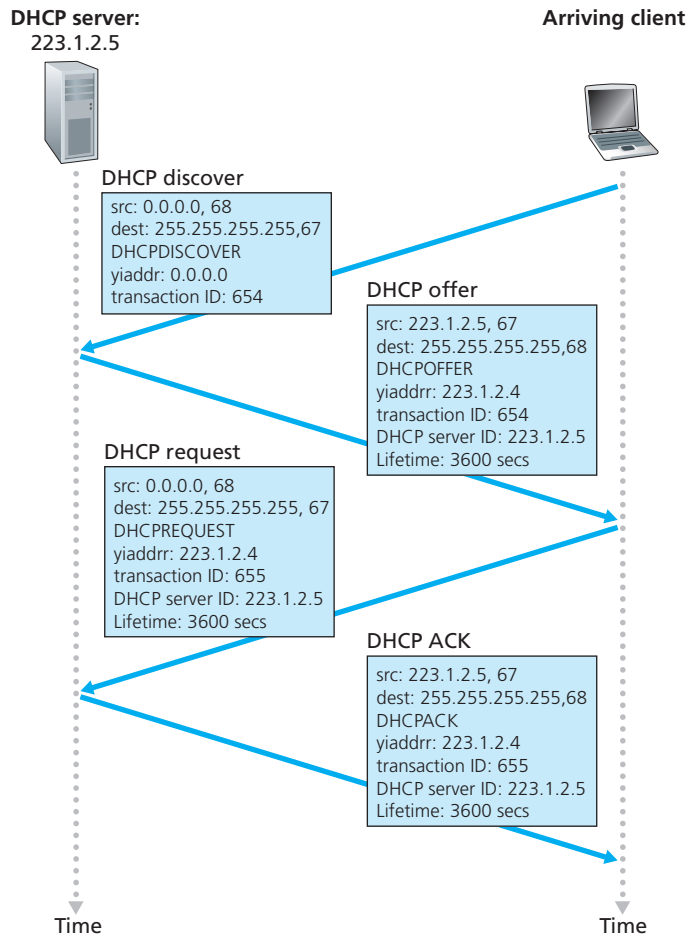 DHCP server:
223.1.2.5
Arriving client
DHCP discover
src: 0.0.0.0, 68
dest: 255.255.255.255,67
DHCPDISCOVER
yiaddr: 0.0.0.0
transaction ID: 654
DHCP offer
src: 223.1.2.5, 67
dest: 255.255.255.255,68
DHCPOFFER
yiaddrr: 223.1.2.4
transaction ID: 654
DHCP server ID: 223.1.2.5
Lifetime: 3600 secs
DHCP request
src: 0.0.0.0, 68
dest: 255.255.255.255, 67
DHCPREQUEST
yiaddrr: 223.1.2.4
transaction ID: 655
DHCP server ID: 223.1.2.5
Lifetime: 3600 secs
DHCP ACK
src: 223.1.2.5, 67
dest: 255.255.255.255,68
DHCPACK
yiaddrr: 223.1.2.4
transaction ID: 655
DHCP server ID: 223.1.2.5
Lifetime: 3600 secs
Time
Time